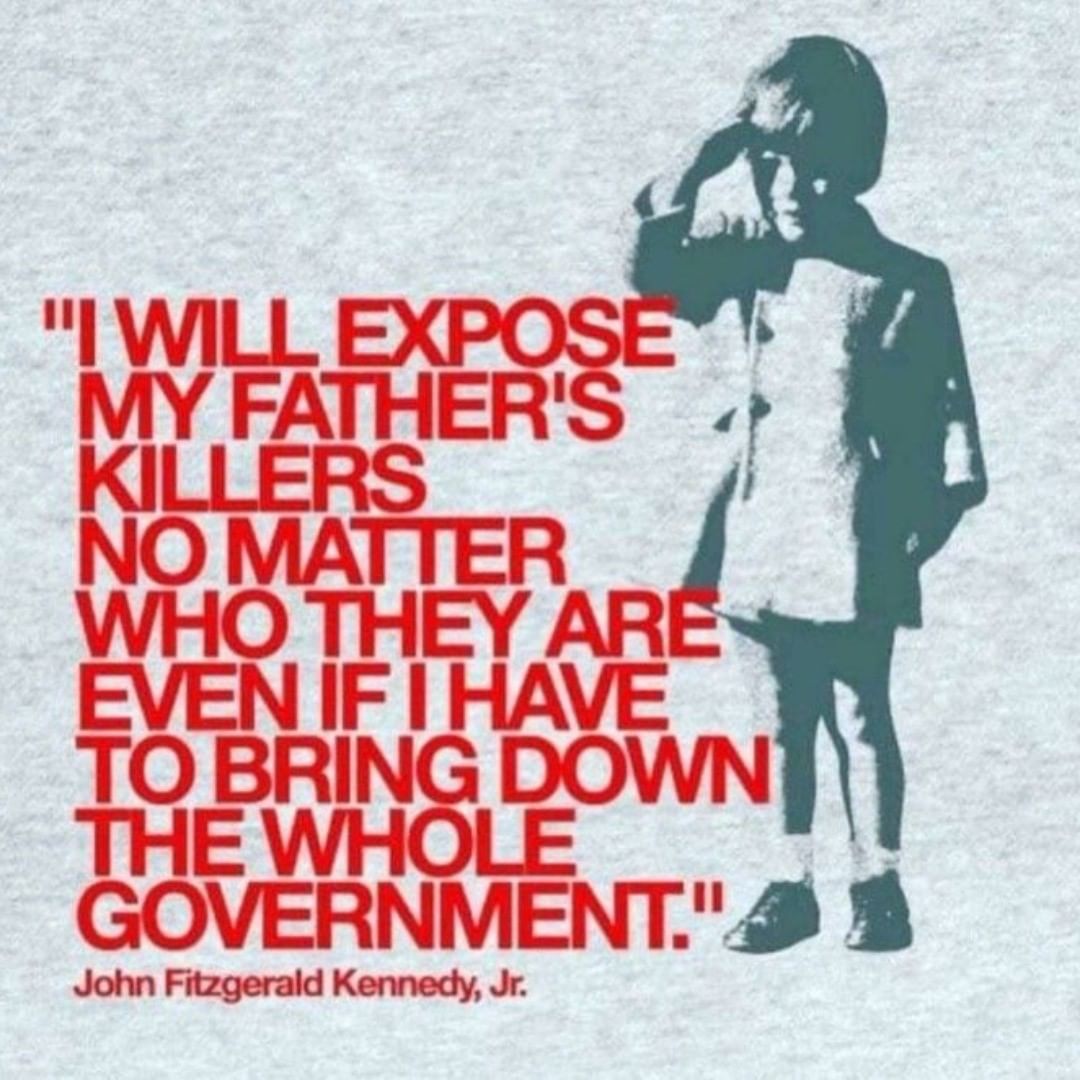 "I WILL EXPOSE
MY FATHER'S
KILLERS
NO MATTER
WHO THEY ARE
EVEN IF I HAVE
TO BRING DOWN
THE WHOLE
GOVERNMENT."
John Fitzgerald Kennedy, Jr.